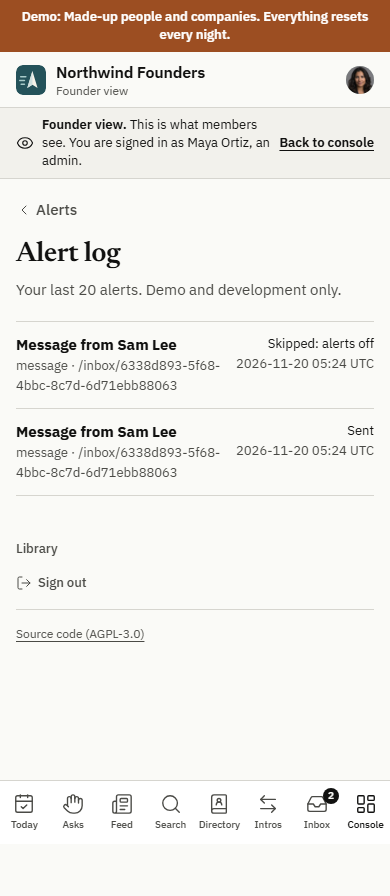 Demo: Made-up people and companies. Everything resets
every night.
Northwind Founders
Founder view
Founder view. This is what members
see. You are signed in as Maya Ortiz, an
admin.
Back to console
Alerts
Alert log
Your last 20 alerts. Demo and development only.
Message from Sam Lee
Skipped: alerts off
message · /inbox/6338d893-5f68-
4bbc-8c7d-6d71ebb88063
2026-11-20 05:24 UTC
Message from Sam Lee
Sent
message · /inbox/6338d893-5f68-
4bbc-8c7d-6d71ebb88063
2026-11-20 05:24 UTC
Library
Sign out
Source code (AGPL-3.0)
2
Today Asks Feed Search Directory Intros Inbox Console